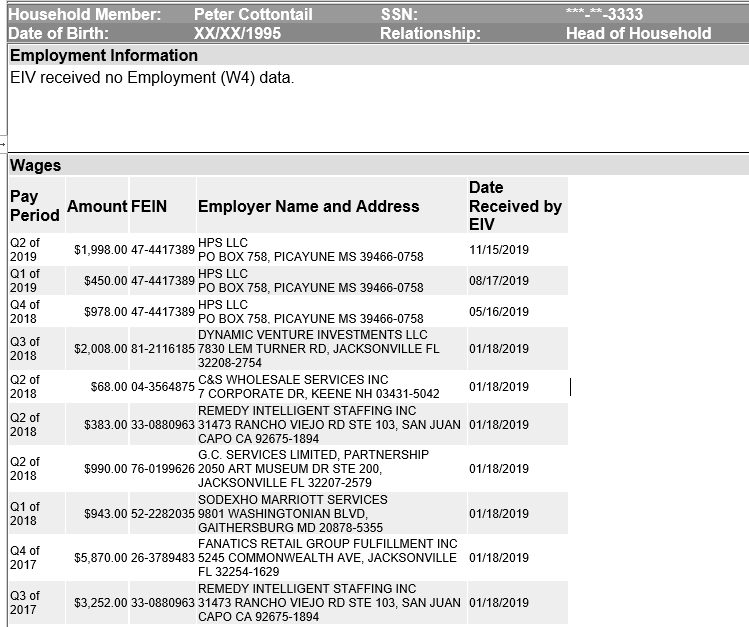 Household Member: Peter Cottontail SSN: ***-**-3333
Date of Birth: XX/XX/1995 Relationship: Head of Household
Employment Information
EIV received no Employment (W4) data.
Wages
Pay Period Amount FEIN Employer Name and Address Date Received by EIV
Q2 of 2019 $1,998.00 47-4417389 HPS LLC
PO BOX 758, PICAYUNE MS 39466-0758 11/15/2019
Q1 of 2019 $450.00 47-4417389 HPS LLC
PO BOX 758, PICAYUNE MS 39466-0758 08/17/2019
Q4 of 2018 $978.00 47-4417389 HPS LLC
PO BOX 758, PICAYUNE MS 39466-0758 05/16/2019
Q3 of 2018 $2,008.00 81-2116185 DYNAMIC VENTURE INVESTMENTS LLC
7830 LEM TURNER RD, JACKSONVILLE FL
32208-2754 01/18/2019
Q2 of 2018 $68.00 04-3564875 C&S WHOLESALE SERVICES INC
7 CORPORATE DR, KEENE NH 03431-5042 01/18/2019
Q2 of 2018 $383.00 33-0880963 REMEDY INTELLIGENT STAFFING INC
31473 RANCHO VIEJO RD STE 103, SAN JUAN
CAPO CA 92675-1894 01/18/2019
Q2 of 2018 $990.00 76-0199626 G.C. SERVICES LIMITED, PARTNERSHIP
2050 ART MUSEUM DR STE 200,
JACKSONVILLE FL 32207-2579 01/18/2019
Q1 of 2018 $943.00 52-2282035 SODEXHO MARRIOTT SERVICES
9801 WASHINGTONIAN BLVD,
GAITHERSBURG MD 20878-5355 01/18/2019
Q4 of 2017 $5,870.00 26-3789483 FANATICS RETAIL GROUP FULFILLMENT INC
5245 COMMONWEALTH AVE, JACKSONVILLE
FL 32254-1629 01/18/2019
Q3 of 2017 $3,252.00 33-0880963 REMEDY INTELLIGENT STAFFING INC
31473 RANCHO VIEJO RD STE 103, SAN JUAN
CAPO CA 92675-1894 01/18/2019